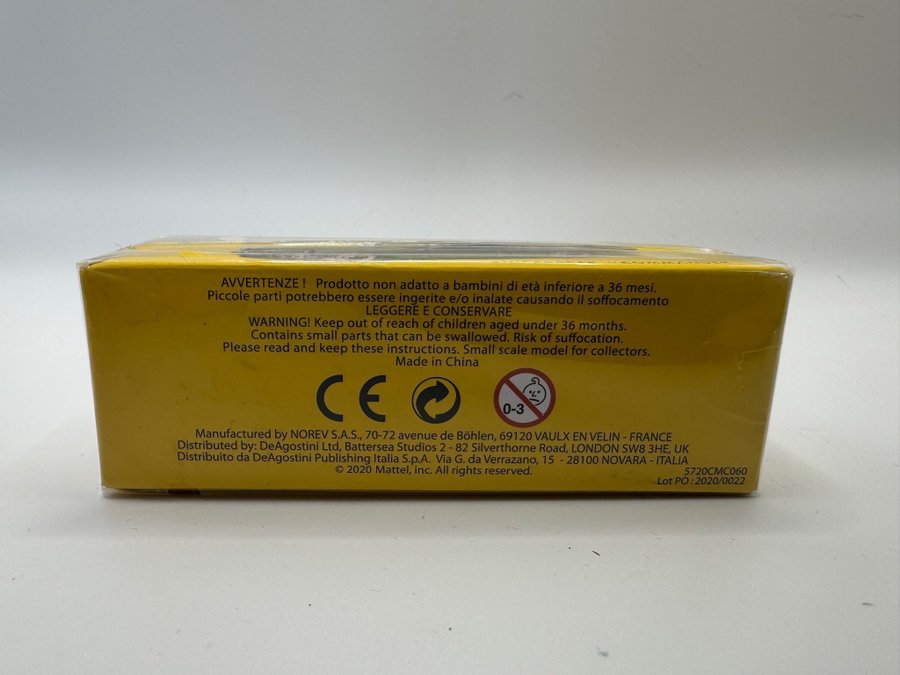 AVVERTENZE ! Prodotto non adatto a bambini di età inferiore a 36 mesi.
Piccole parti potrebbero essere ingerite e/o inalate causando il soffocamento
LEGGERE E CONSERVARE
WARNING! Keep out of reach of children aged under 36 months.
Contains small parts that can be swallowed. Risk of suffocation.
Please read and keep these instructions. Small scale model for collectors.
Made in China
CE
0-3
Manufactured by NOREV S.A.S., 70-72 avenue de Böhlen, 69120 VAULX EN VELIN - FRANCE
Distributed by: DeAgostini Ltd, Battersea Studios 2 - 82 Silverthorne Road, LONDON SW8 3HE, UK
Distribuito da DeAgostini Publishing Italia S.p.A. Via G. da Verrazano, 15 - 28100 NOVARA - ITALIA
© 2020 Mattel, inc. All rights reserved.
5720CMC060
Lot PO : 2020/0022